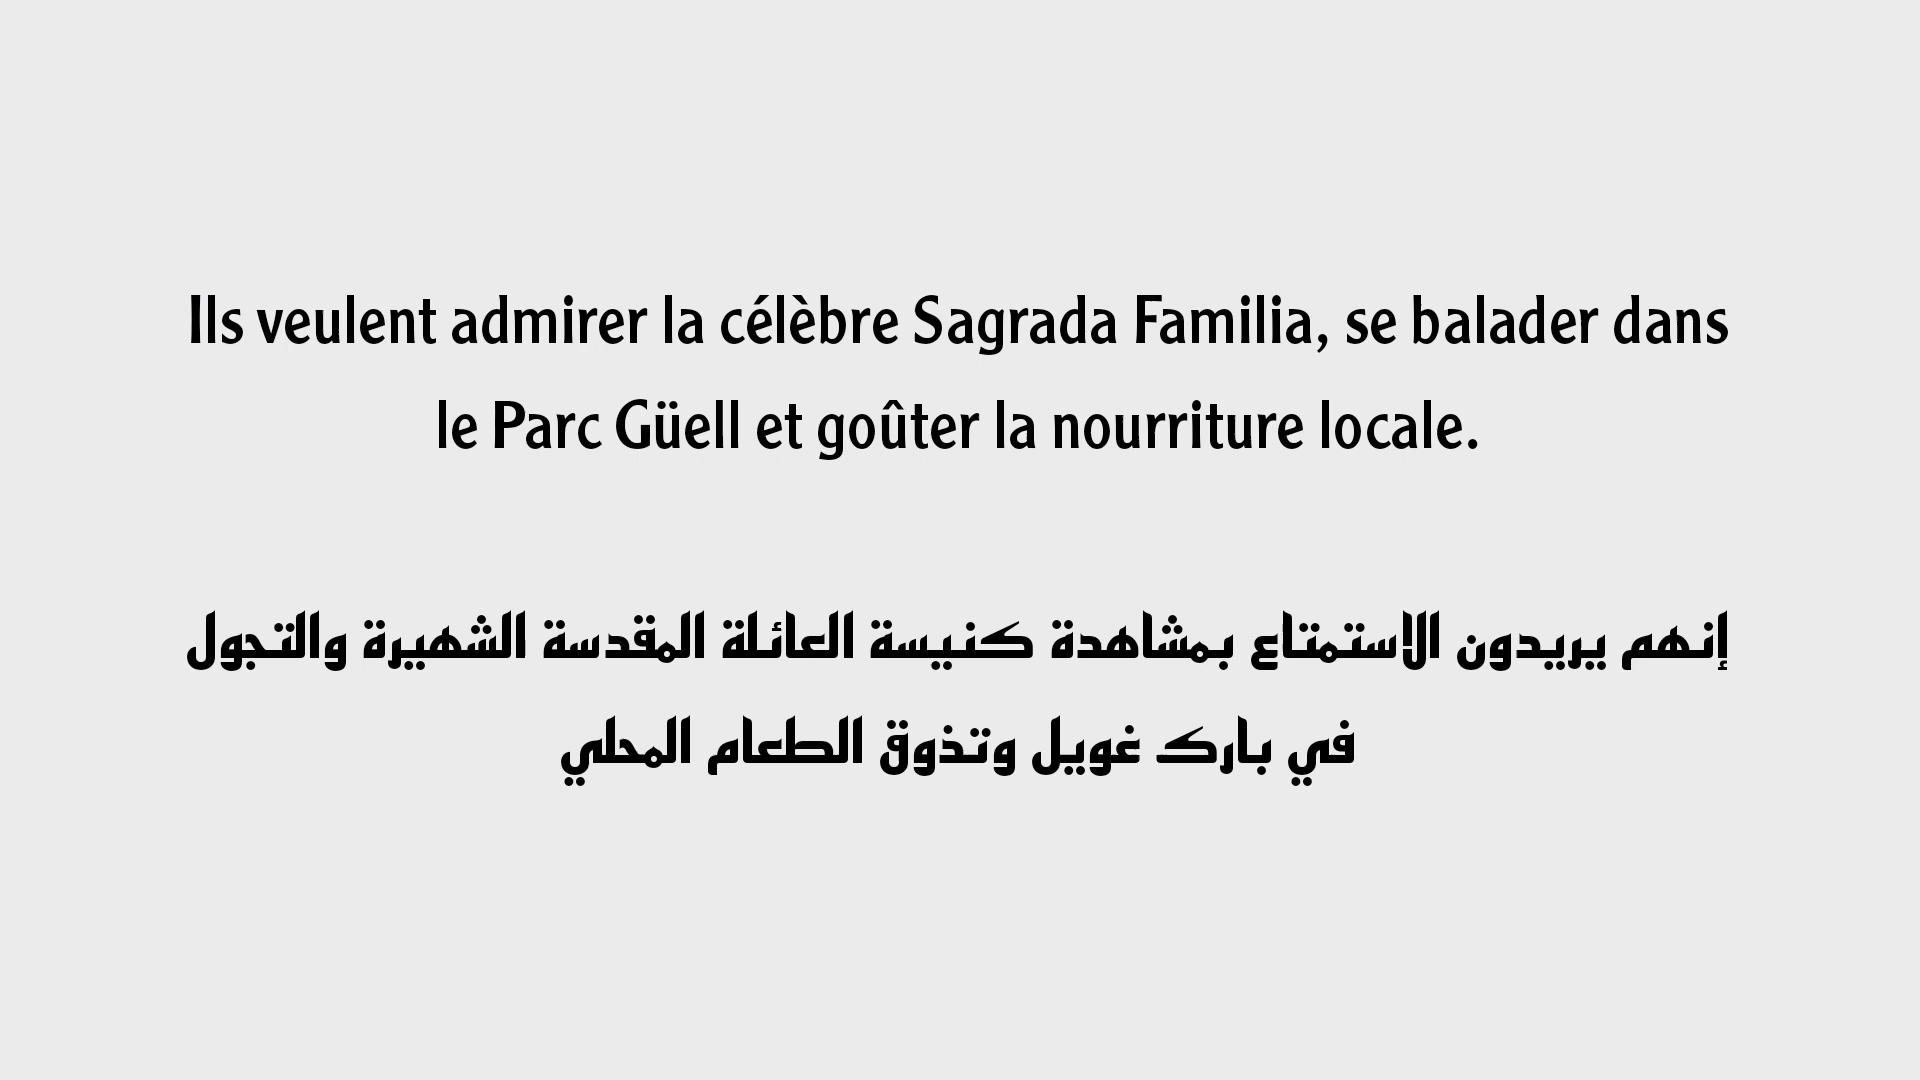 Ils veulent admirer la célèbre Sagrada Familia, se balader dans
le Parc Güell et goûter la nourriture locale.
إنهم يريدون الاستمتاع بمشاهدة كنيسة العائلة المقدسة الشهيرة والتجول
في بارك غويل وتذوق الطعام المحلي